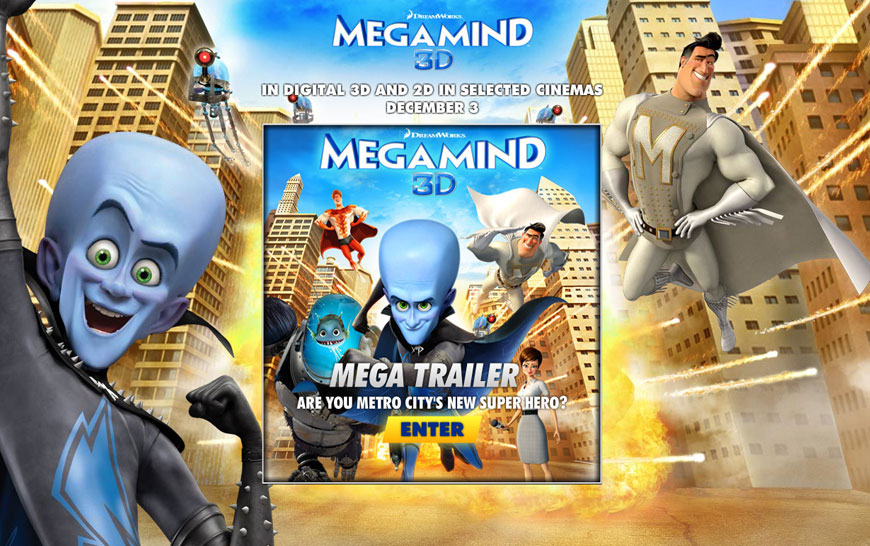 DREAMWORKS
MEGAMIND
3D
IN DIGITAL 3D AND 2D IN SELECTED CINEMAS
DECEMBER 3
M
DREAMWORKS
MEGAMIND
3D
MEGA TRAILER
ARE YOU METRO CITY'S NEW SUPER HERO?
ENTER